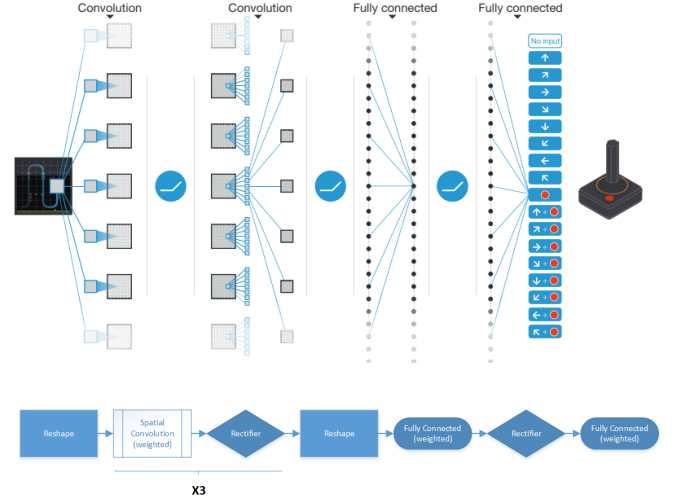 Convolution
Convolution
Fully connected
Fully connected
No input
+
+
+
+
+
+
+
+
Reshape
Spatial
Convolution
(weighted)
Rectifier
Reshape
Fully Connected
(weighted)
Rectifier
Fully Connected
(weighted)
X3